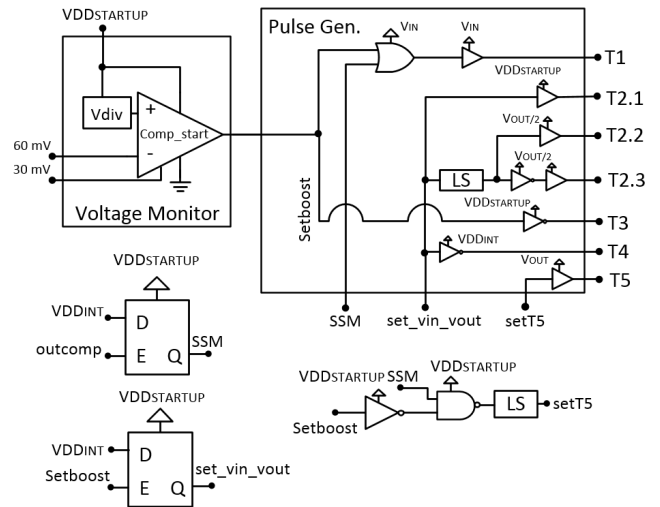 VDDSTARTUP
Pulse Gen.
VIN
VIN
T1
VDDSTARTUP
Vdiv
+
Comp_start
T2.1
VOUT/2
T2.2
60 mV
-
30 mV
VOUT/2
LS
T2.3
Voltage Monitor
Setboost
VDDSTARTUP
T3
VDDINT
T4
VOUT
T5
SSM
set_vin_vout
setT5
VDDSTARTUP
VDDINT
D
outcomp
E
Q
SSM
VDDSTARTUP
SSM
VDDSTARTUP
LS
setT5
Setboost
VDDSTARTUP
VDDINT
D
Setboost
E
Q
set_vin_vout